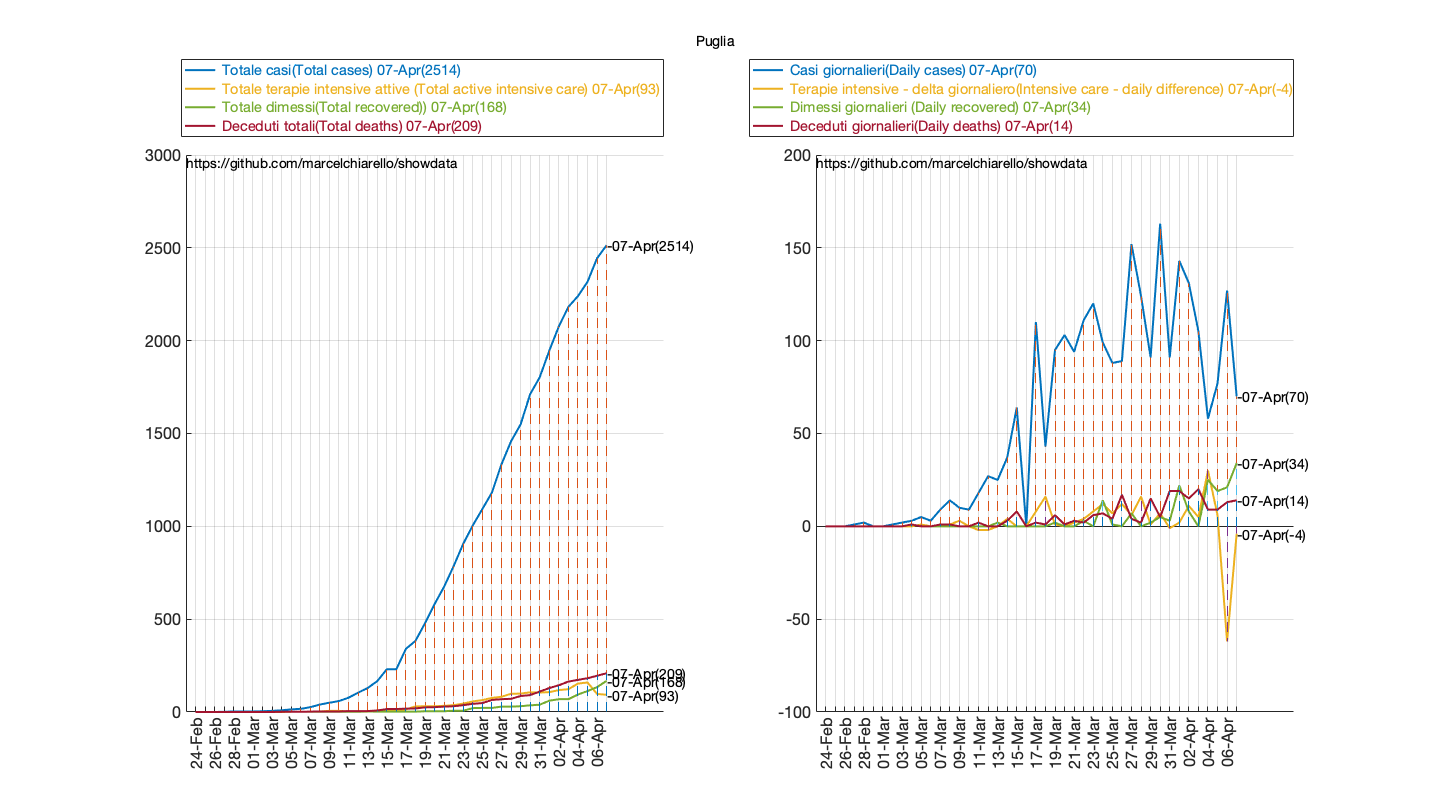 Puglia
Totale casi(Total cases) 07-Apr(2514)
Totale terapie intensive attive (Total active intensive care) 07-Apr(93)
Totale dimessi(Total recovered)) 07-Apr(168)
Deceduti totali(Total deaths) 07-Apr(209)
https://github.com/marcelchiarello/showdata
3000
2500
2000
1500
1000
500
0
-07-Apr(2514)
-07-Apr(209)
-07-Apr(168)
-07-Apr(93)
24-Feb
26-Feb
28-Feb
01-Mar
03-Mar
05-Mar
07-Mar
09-Mar
11-Mar
13-Mar
15-Mar
17-Mar
19-Mar
21-Mar
23-Mar
25-Mar
27-Mar
29-Mar
31-Mar
02-Apr
04-Apr
06-Apr
Casi giornalieri(Daily cases) 07-Apr(70)
Terapie intensive - delta giornaliero(Intensive care - daily difference) 07-Apr(-4)
Dimessi giornalieri (Daily recovered) 07-Apr(34)
Deceduti giornalieri(Daily deaths) 07-Apr(14)
https://github.com/marcelchiarello/showdata
200
150
100
50
0
-50
-100
-07-Apr(70)
-07-Apr(34)
-07-Apr(14)
-07-Apr(-4)
24-Feb
26-Feb
28-Feb
01-Mar
03-Mar
05-Mar
07-Mar
09-Mar
11-Mar
13-Mar
15-Mar
17-Mar
19-Mar
21-Mar
23-Mar
25-Mar
27-Mar
29-Mar
31-Mar
02-Apr
04-Apr
06-Apr